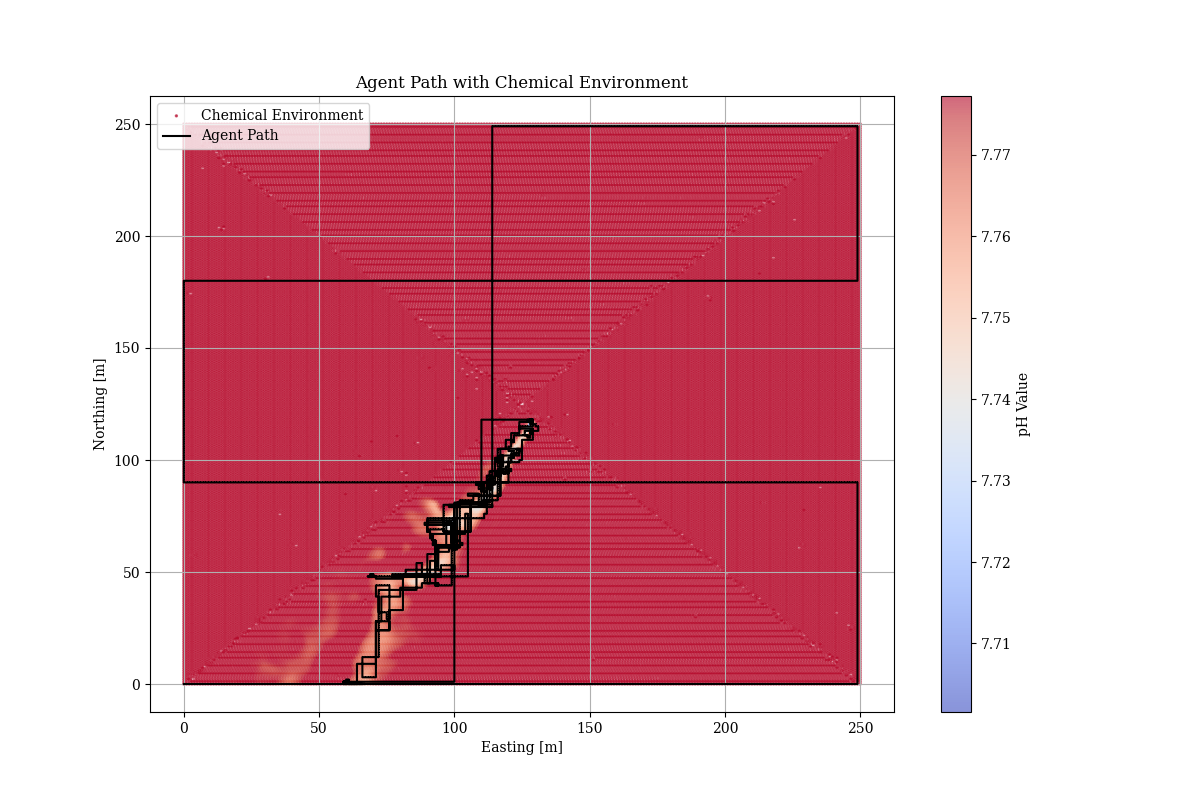 Agent Path with Chemical Environment
Chemical Environment
Agent Path
250
200
150
100
50
0
Northing [m]
0 50 100 150 200 250
Easting [m]
7.77
7.76
7.75
7.74
7.73
7.72
7.71
pH Value